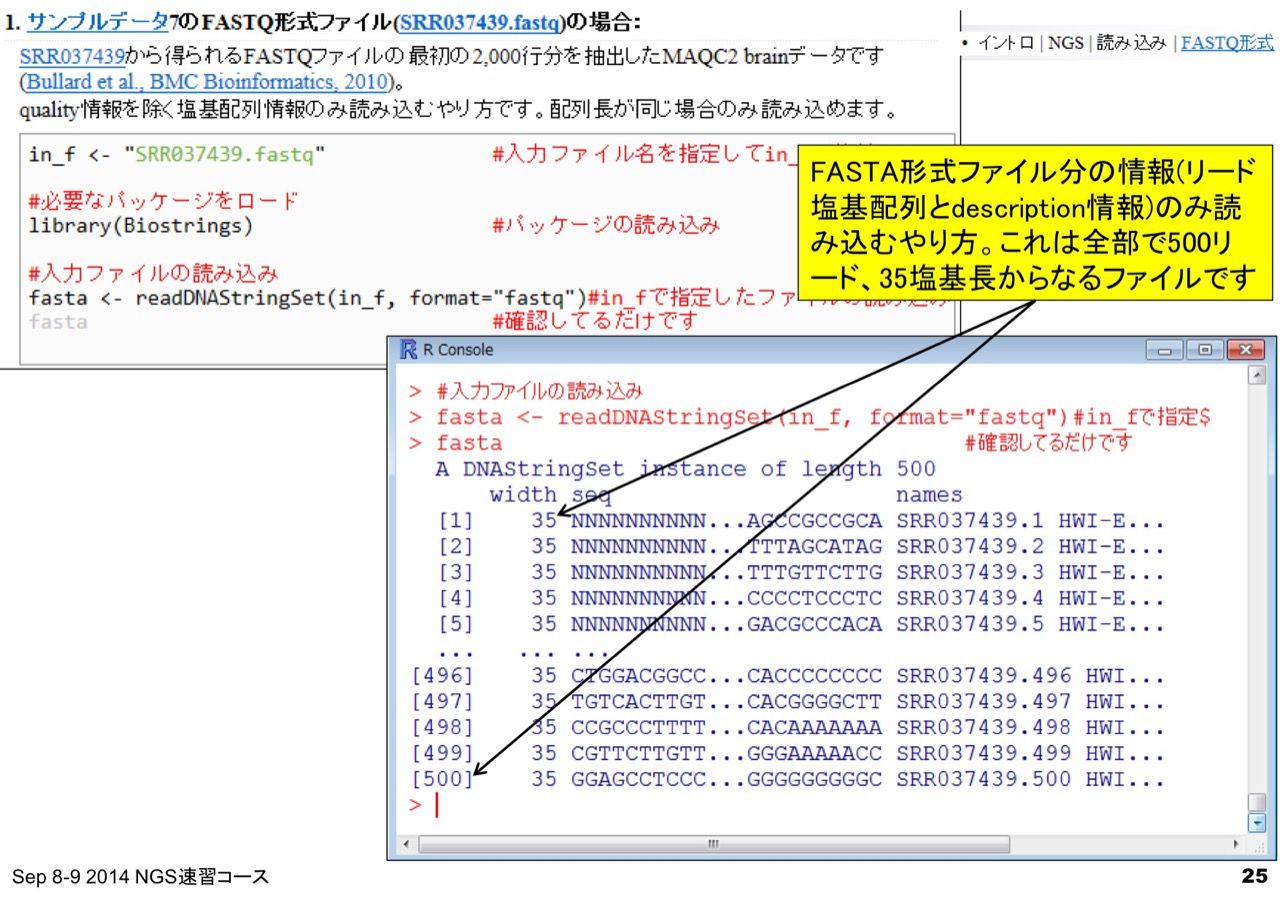 1. サンプルデータ7のFASTQ形式ファイル(SRR037439.fastq)の場合:
SRR037439から得られるFASTQファイルの最初の2,000行分を抽出したMAQC2 brainデータです
(Bullard et al., BMC Bioinformatics, 2010)。
quality情報を除く塩基配列情報のみ読み込むやり方です。配列長が同じ場合のみ読み込めます。
• イントロ | NGS | 読み込み | FASTQ形式
in_f <- "SRR037439.fastq" #入力ファイル名を指定してin_
#必要なパッケージをロード
library(Biostrings) #パッケージの読み込み
#入力ファイルの読み込み
fasta <- readDNAStringSet(in_f, format="fastq")#in_fで指定したファイルの読み込み
fasta #確認してるだけです
FASTA形式ファイル分の情報(リード
塩基配列とdescription情報)のみ読
み込むやり方。これは全部で500リ
ード、35塩基長からなるファイルです
R Console
> #入力ファイルの読み込み
> fasta <- readDNAStringSet(in_f, format="fastq")#in_fで指定$
> fasta #確認してるだけです
A DNAStringSet instance of length 500
width seq names
[1] 35 NNNNNNNNNN...AGCCGCCGCA SRR037439.1 HWI-E...
[2] 35 NNNNNNNNNN...TTTAGCATAG SRR037439.2 HWI-E...
[3] 35 NNNNNNNNNN...TTTGTTCTTG SRR037439.3 HWI-E...
[4] 35 NNNNNNNNNN...CCCCTCCCTC SRR037439.4 HWI-E...
[5] 35 NNNNNNNNNN...GACGCCCACA SRR037439.5 HWI-E...
... ... ...
[496] 35 CTGGACGGCC...CACCCCCCCC SRR037439.496 HWI...
[497] 35 TGTCACTTGT...CACGGGGCTT SRR037439.497 HWI...
[498] 35 CCGCCCTTTT...CACAAAAAAA SRR037439.498 HWI...
[499] 35 CGTTCTTGTT...GGGAAAAACC SRR037439.499 HWI...
[500] 35 GGAGCCTCCC...GGGGGGGGGC SRR037439.500 HWI...
>
Sep 8-9 2014 NGS速習コース
25